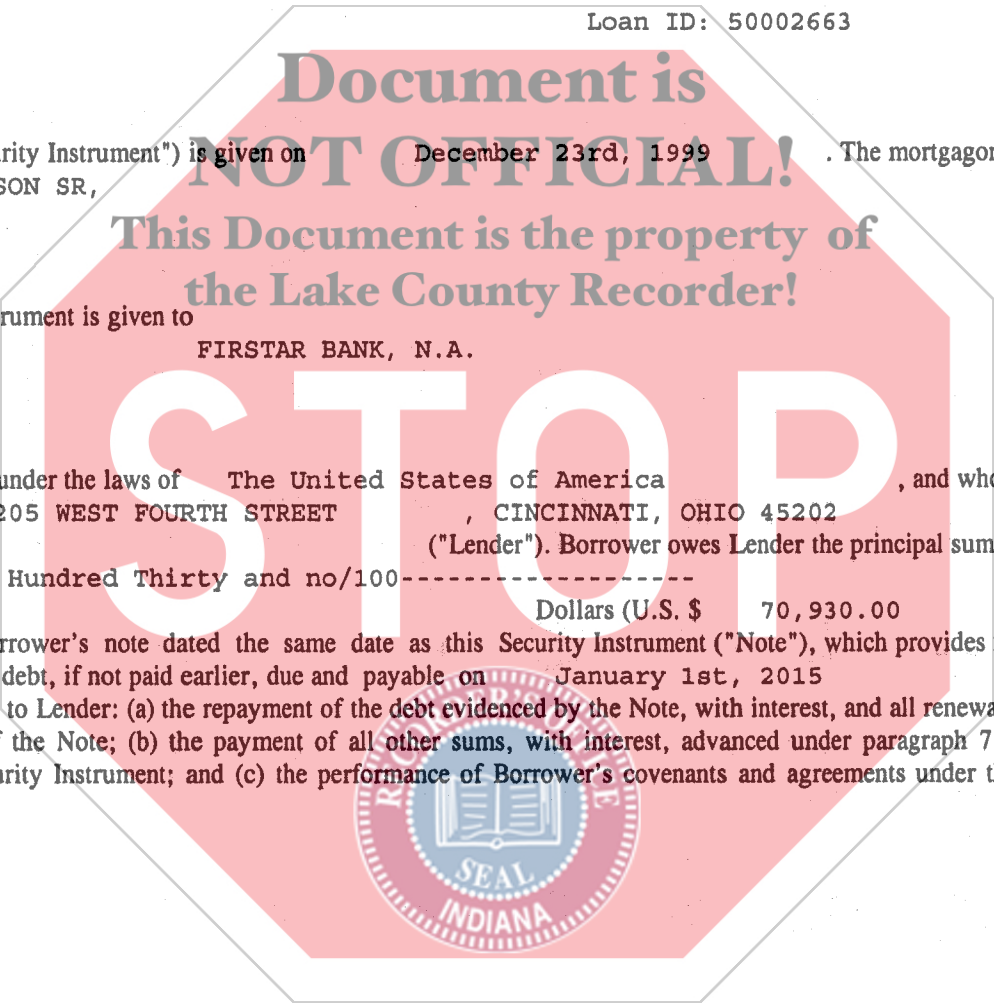 Loan ID: 50002663
Document is
rity Instrument") is given on December 23rd, 1999 . The mortgagor
NOT OFFICIAL!
SON SR,
This Document is the property of
the Lake County Recorder!
rument is given to
FIRSTAR BANK, N.A.
STOP
under the laws of The United States of America , and who
205 WEST FOURTH STREET , CINCINNATI, OHIO 45202
("Lender"). Borrower owes Lender the principal sum
Hundred Thirty and no/100-------------------
Dollars (U.S. $ 70,930.00
rrower's note dated the same date as this Security Instrument ("Note"), which provides
debt, if not paid earlier, due and payable on January 1st, 2015
to Lender: (a) the repayment of the debt evidenced by the Note, with interest, and all renewa
f the Note; (b) the payment of all other sums, with interest, advanced under paragraph 7
urity Instrument; and (c) the performance of Borrower's covenants and agreements under t
RECORDER'S OFFICE
SEAL
INDIANA